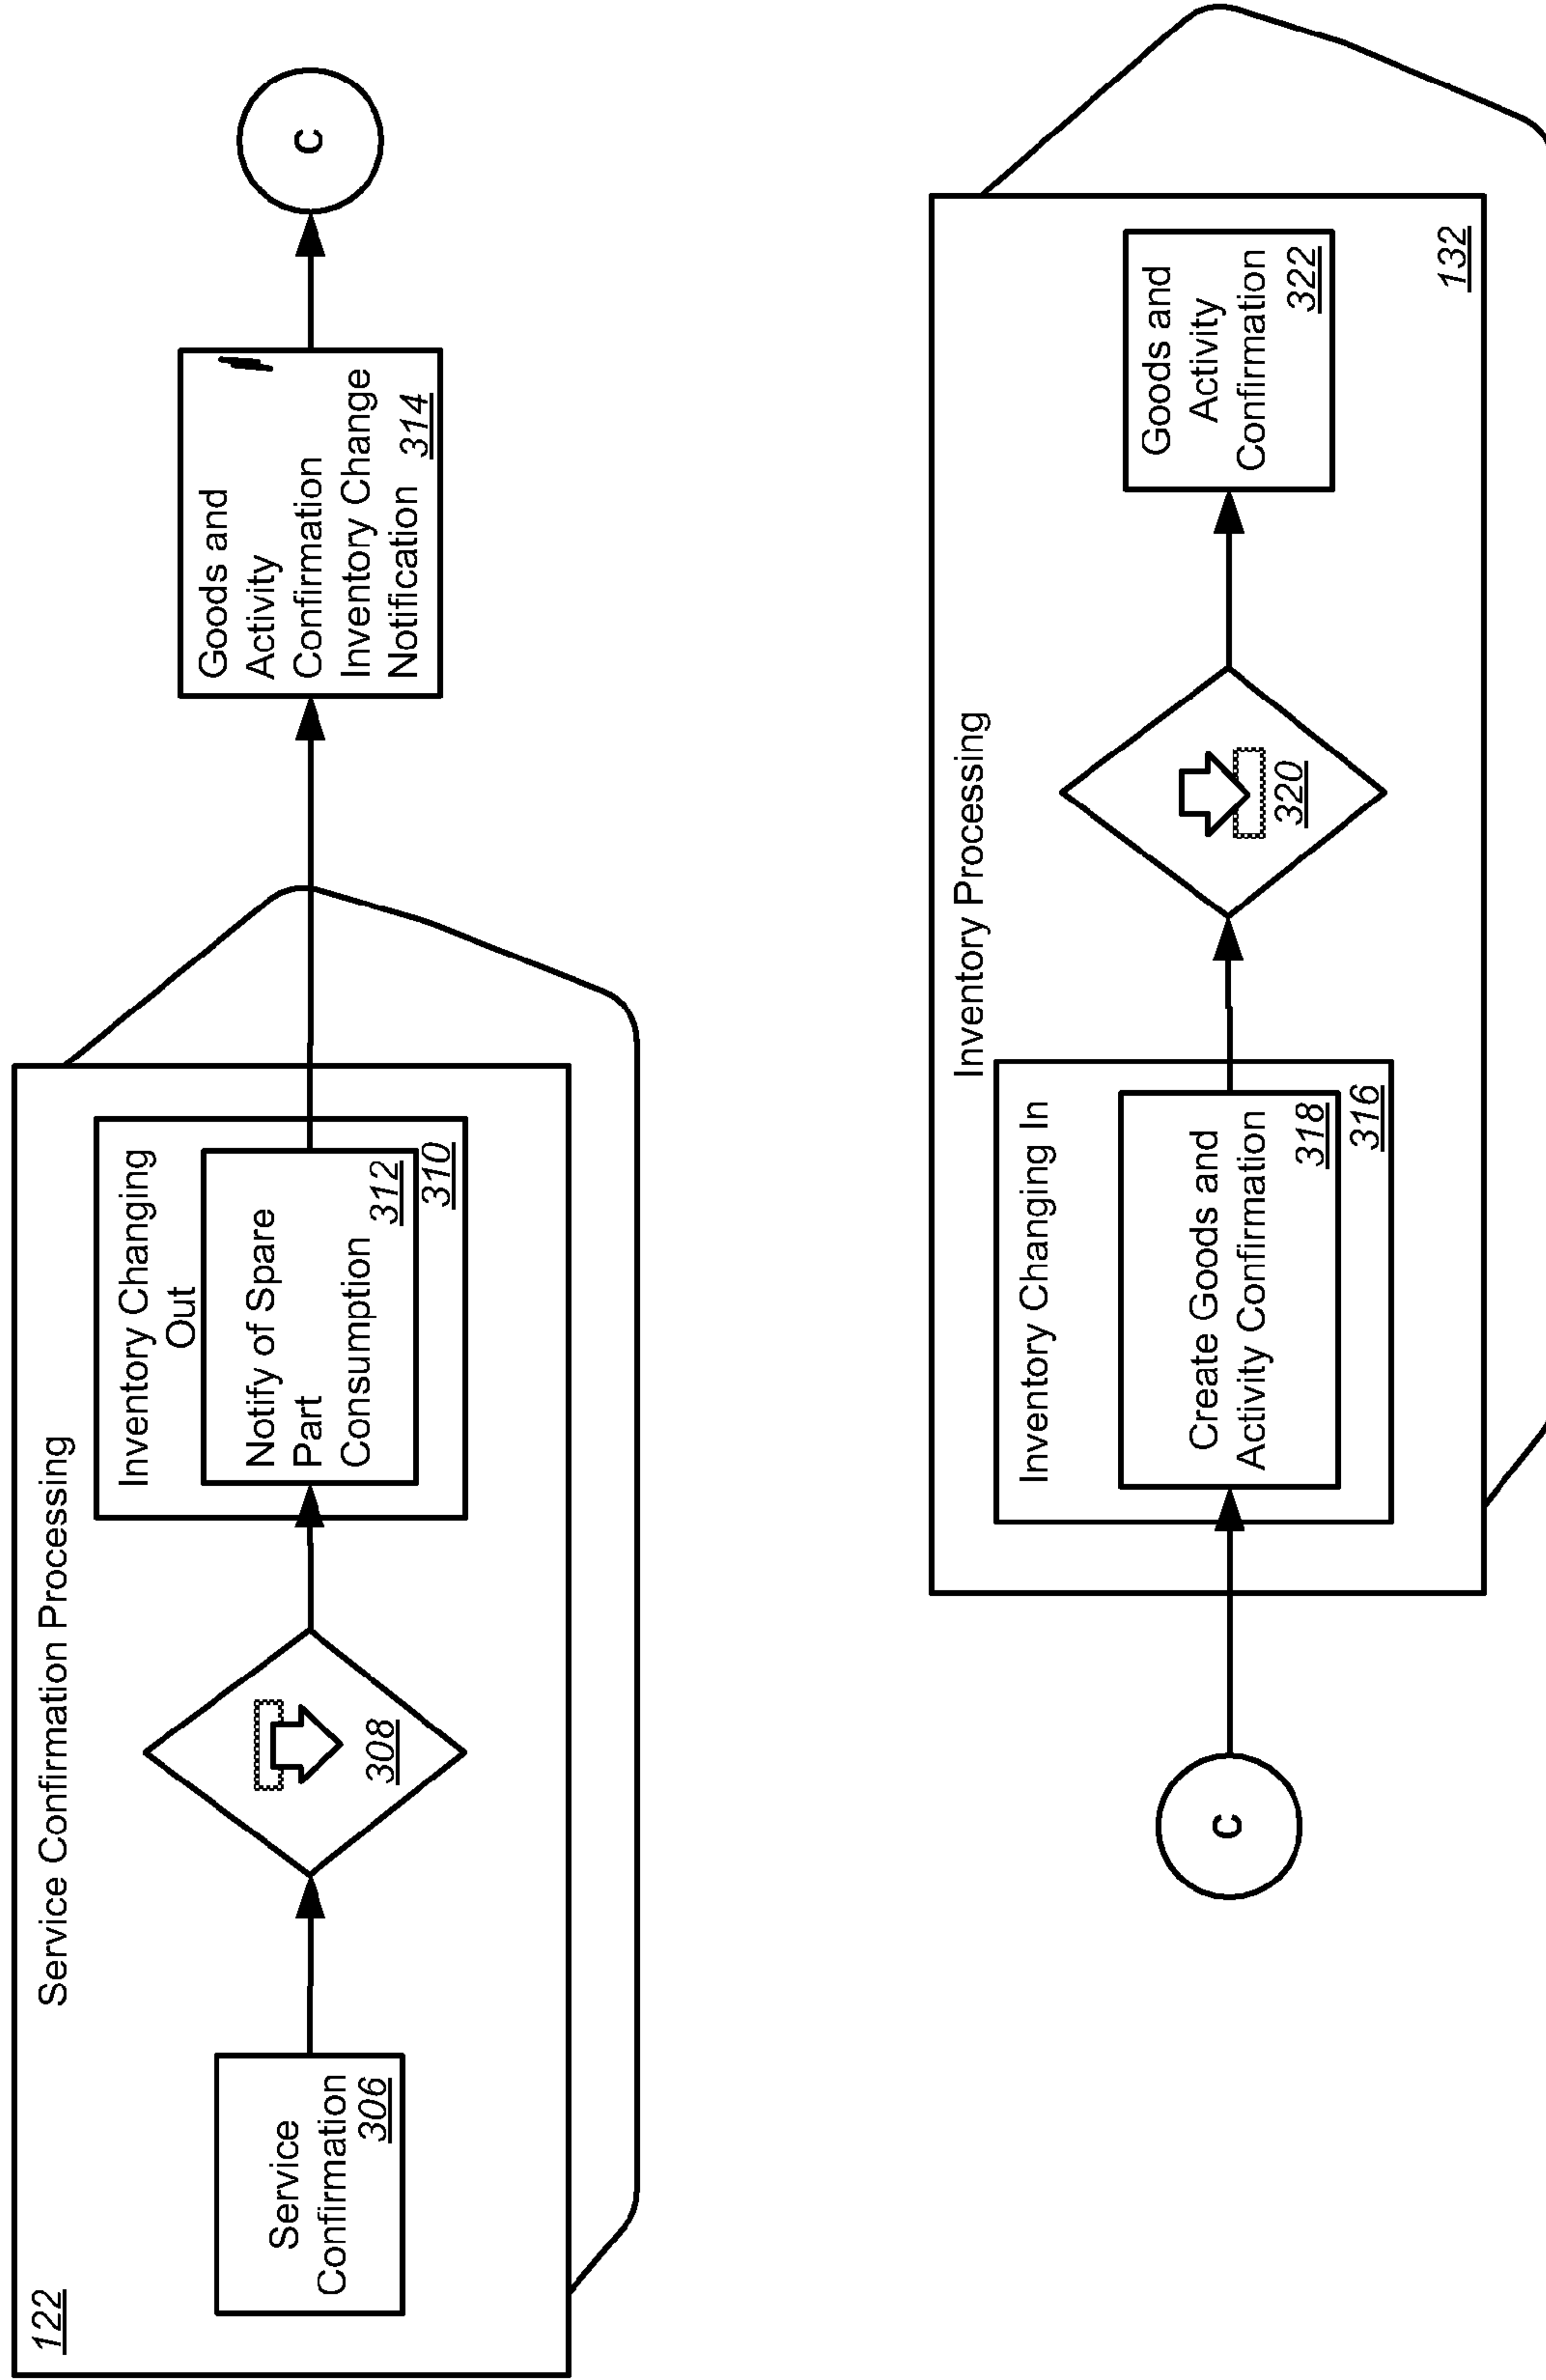 122
Service Confirmation Processing
Service
Confirmation
306
308
Inventory Changing
Out
Notify of Spare
Part
Consumption
312
310
Goods and
Activity
Confirmation
Inventory Change
Notification 314
C
C
Inventory Processing
Inventory Changing In
Create Goods and
Activity Confirmation
318
316
320
Goods and
Activity
Confirmation
322
132